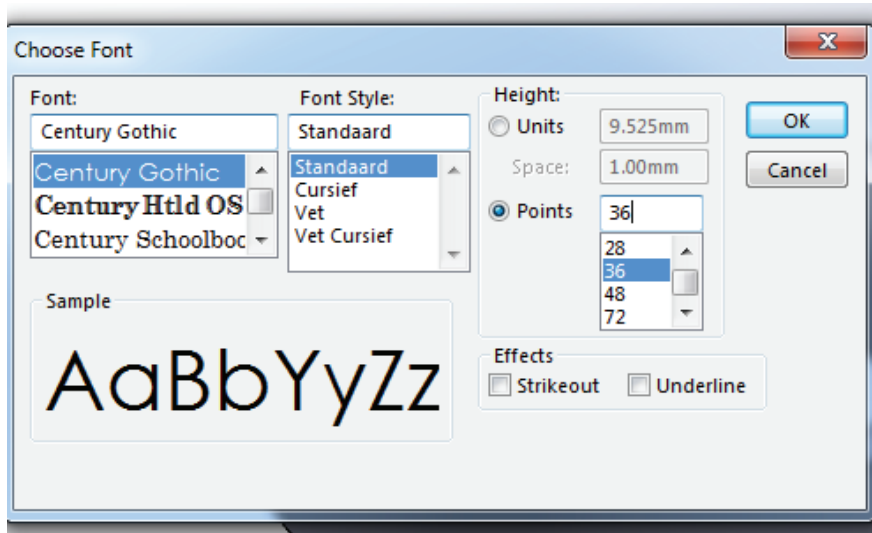 Choose Font
Font:
Century Gothic
Century Gothic
Century Htld OS
Century Schoolboc
Font Style:
Standaard
Standaard
Cursief
Vet
Vet Cursief
Height:
Units 9.525mm
Space: 1.00mm
Points 36
28
36
48
72
OK
Cancel
Sample
AaBbYyZz
Effects
Strikeout Underline